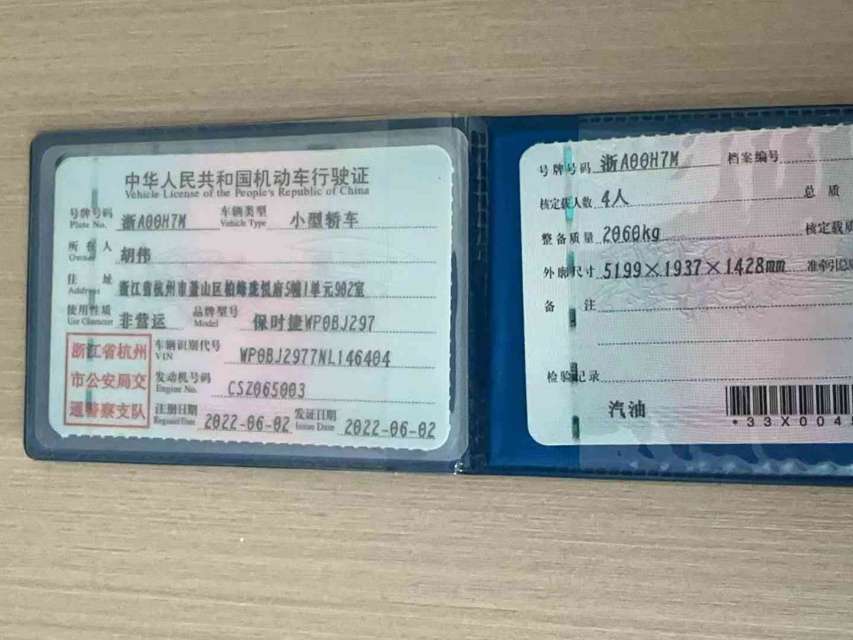 中华人民共和国机动车行驶证
Vehicle License of the People's Republic of China
号牌号码 Plate No. 浙A00H7M 车辆类型 Vehicle Type 小型轿车
所有人 Owner 胡伟
住址 Address 浙江省杭州市萧山区柏峰珑悦府5幢1单元902室
使用性质 Use Character 非营运 品牌型号 Model 保时捷WP0BJ297
浙江省杭州市公安局交通警察支队
车辆识别代号 VIN WP0BJ2977NL146404
发动机号码 Engine No. CSZ065003
注册日期 Register Date 2022-06-02 发证日期 Issue Date 2022-06-02
号牌号码 浙A00H7M 档案编号
核定载人数 4人 总质
整备质量 2060kg 核定载质
外廓尺寸 5199×1937×1428mm 准牵引总
备注
检验记录
汽油
*33X004